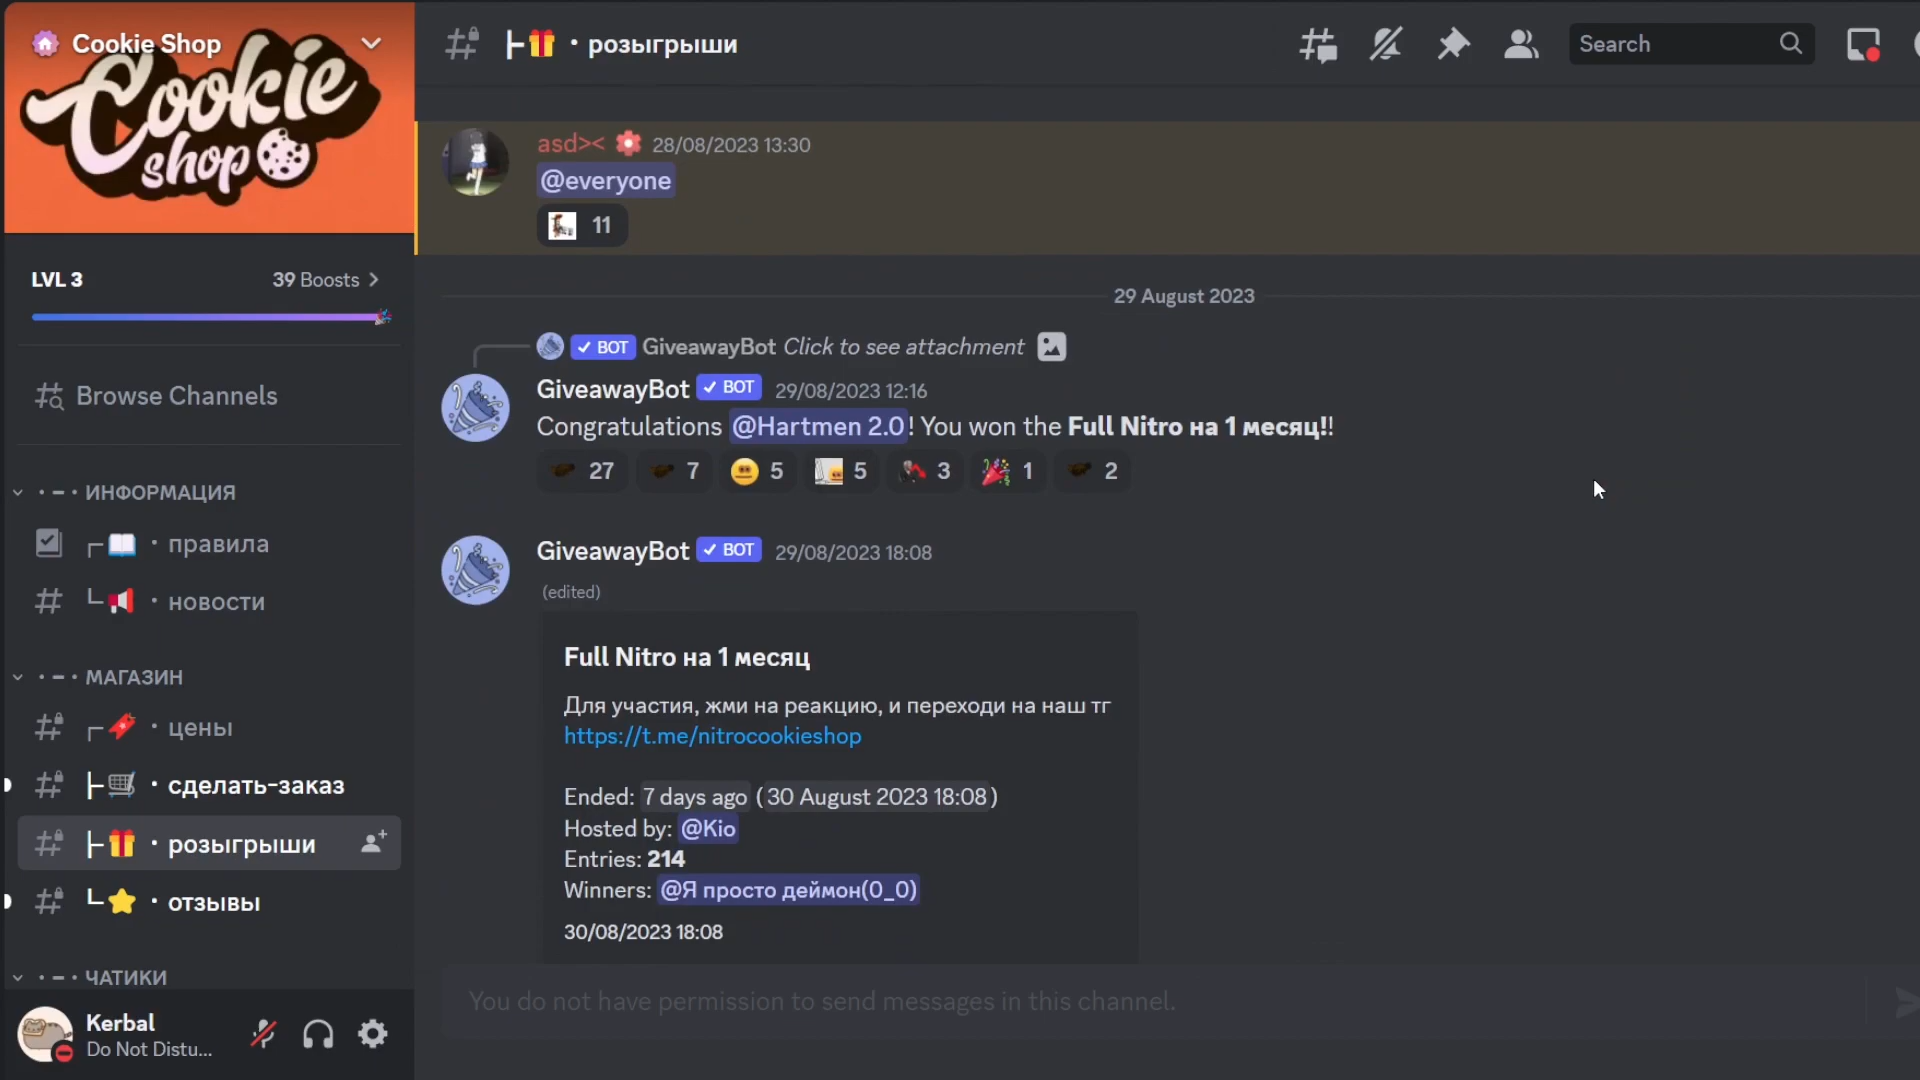 Cookie Shop
Cookie
shop
LVL 3
39 Boosts
Browse Channels
ИНФОРМАЦИЯ
правила
новости
МАГАЗИН
цены
сделать-заказ
розыгрыши
отзывы
ЧАТИКИ
Kerbal
Do Not Distu...
розыгрыши
Search
asd>< 28/08/2023 13:30
@everyone
11
29 August 2023
BOT GiveawayBot Click to see attachment
GiveawayBot BOT 29/08/2023 12:16
Congratulations @Hartmen 2.0! You won the Full Nitro на 1 месяц!!
27 7 5 5 3 1 2
GiveawayBot BOT 29/08/2023 18:08
(edited)
Full Nitro на 1 месяц
Для участия, жми на реакцию, и переходи на наш тг
https://t.me/nitrocookieshop
Ended: 7 days ago (30 August 2023 18:08)
Hosted by: @Kio
Entries: 214
Winners: @Я просто деймон(0_0)
30/08/2023 18:08
You do not have permission to send messages in this channel.